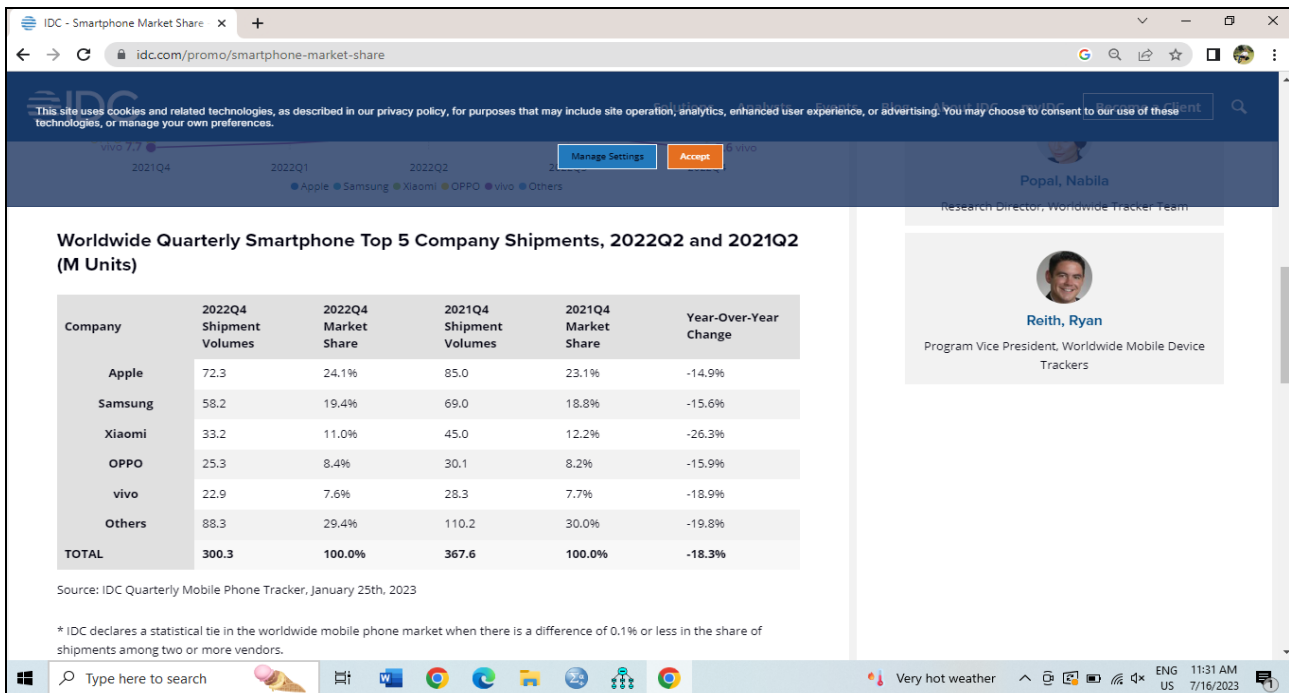 IDC - Smartphone Market Share
idc.com/promo/smartphone-market-share
IDC
Solutions Analysts Events Blog About IDC myIDC Become a Client
This site uses cookies and related technologies, as described in our privacy policy, for purposes that may include site operation, analytics, enhanced user experience, or advertising. You may choose to consent to our use of these
technologies, or manage your own preferences.
Manage Settings Accept
vivo 7.7 .6 vivo
2021Q4 2022Q1 2022Q2
Apple Samsung Xiaomi OPPO vivo Others
Popal, Nabila
Research Director, Worldwide Tracker Team
Worldwide Quarterly Smartphone Top 5 Company Shipments, 2022Q2 and 2021Q2
(M Units)
Company 2022Q4 Shipment Volumes 2022Q4 Market Share 2021Q4 Shipment Volumes 2021Q4 Market Share Year-Over-Year Change
Apple 72.3 24.1% 85.0 23.1% -14.9%
Samsung 58.2 19.4% 69.0 18.8% -15.6%
Xiaomi 33.2 11.0% 45.0 12.2% -26.3%
OPPO 25.3 8.4% 30.1 8.2% -15.9%
vivo 22.9 7.6% 28.3 7.7% -18.9%
Others 88.3 29.4% 110.2 30.0% -19.8%
TOTAL 300.3 100.0% 367.6 100.0% -18.3%
Source: IDC Quarterly Mobile Phone Tracker, January 25th, 2023
* IDC declares a statistical tie in the worldwide mobile phone market when there is a difference of 0.1% or less in the share of
shipments among two or more vendors.
Reith, Ryan
Program Vice President, Worldwide Mobile Device
Trackers
Type here to search
Very hot weather
ENG
US
11:31 AM
7/16/2023